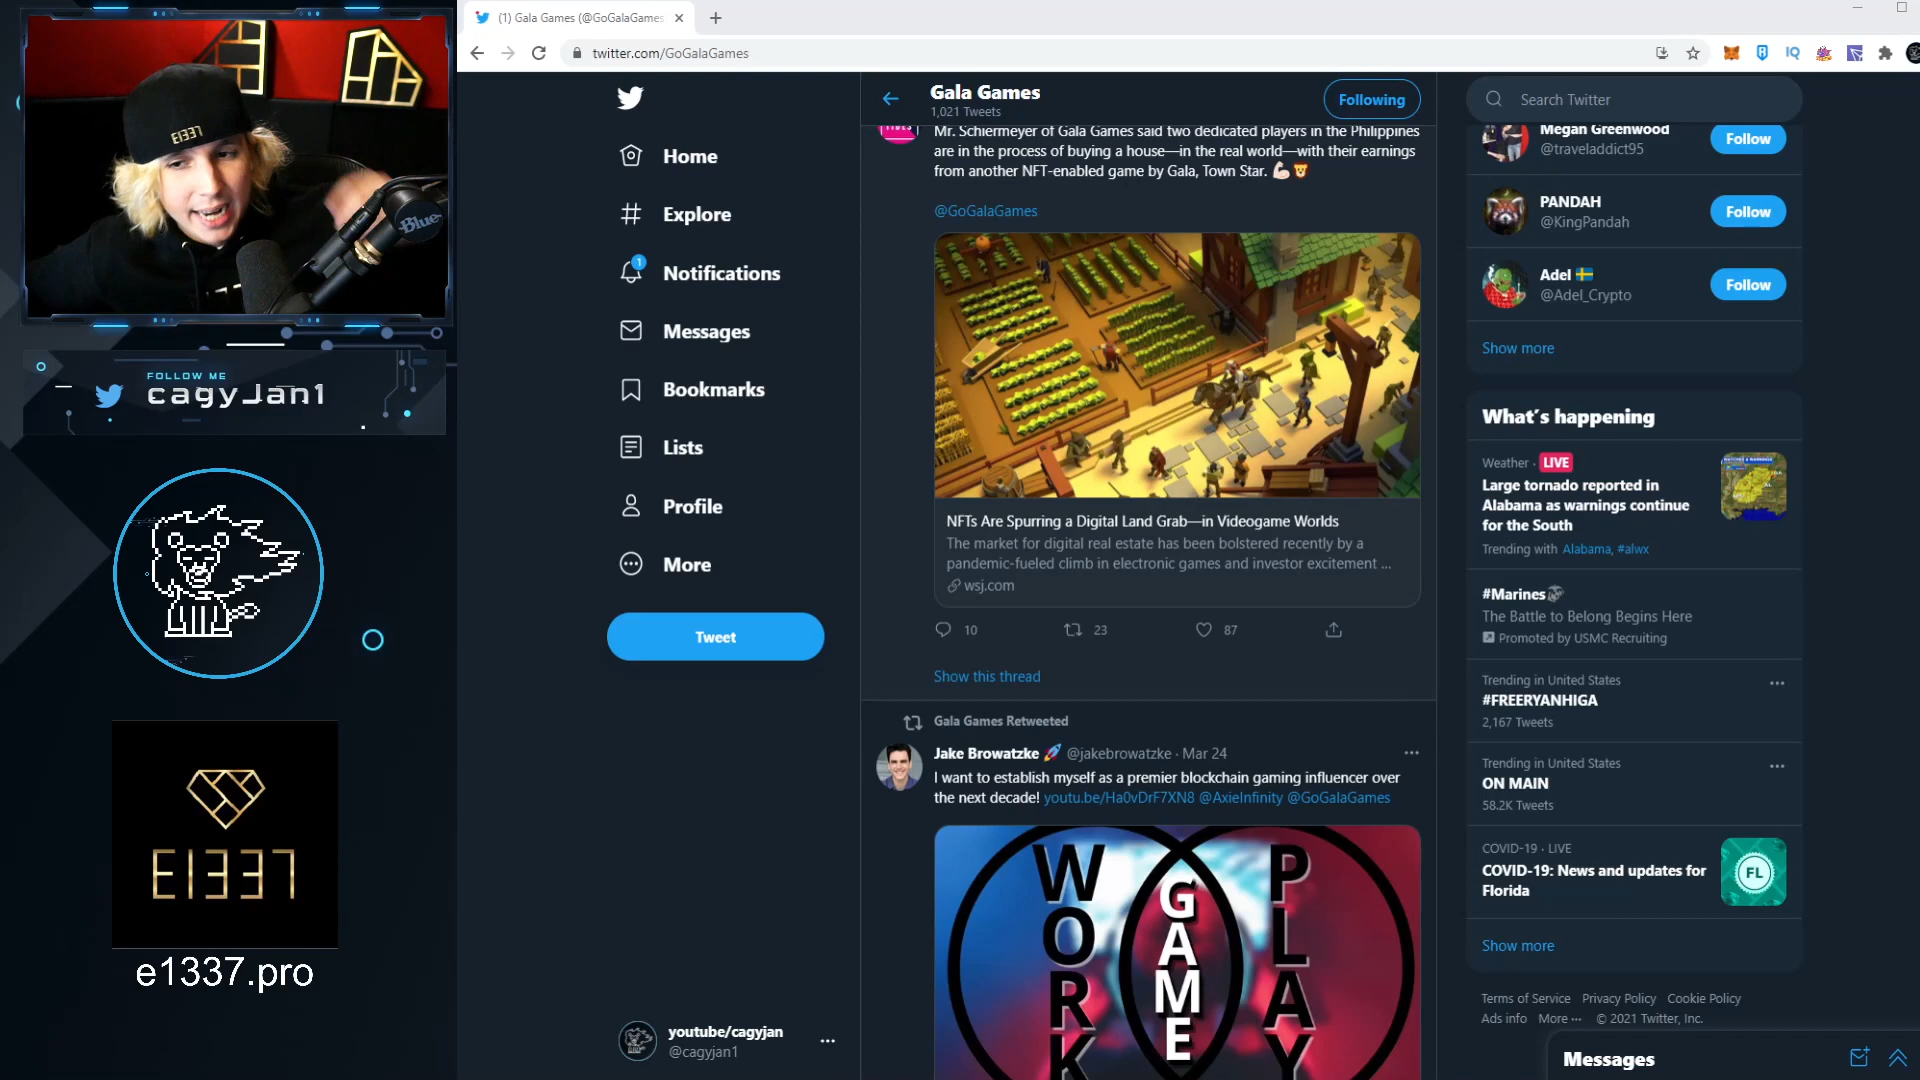 E1337
Blue
FOLLOW ME
cagyJan1
E1337
e1337.pro
(1) Gala Games (@GoGalaGames
twitter.com/GoGalaGames
Home
Explore
1
Notifications
Messages
Bookmarks
Lists
Profile
More
Tweet
youtube/cagyjan
@cagyjan1
Gala Games
1,021 Tweets
Following
Mr. Schiermeyer of Gala Games said two dedicated players in the Philippines
are in the process of buying a house—in the real world—with their earnings
from another NFT-enabled game by Gala, Town Star. 💪🏻🦁
@GoGalaGames
NFTs Are Spurring a Digital Land Grab—in Videogame Worlds
The market for digital real estate has been bolstered recently by a
pandemic-fueled climb in electronic games and investor excitement ...
wsj.com
10 23 87
Show this thread
Gala Games Retweeted
Jake Browatzke 🚀 @jakebrowatzke · Mar 24
I want to establish myself as a premier blockchain gaming influencer over
the next decade! youtu.be/Ha0vDrF7XN8 @AxieInfinity @GoGalaGames
WORK
GAME
PLAY
Search Twitter
Megan Greenwood
@traveladdict95
Follow
PANDAH
@KingPandah
Follow
Adel 🇸🇪
@Adel_Crypto
Follow
Show more
What's happening
Weather · LIVE
Large tornado reported in
Alabama as warnings continue
for the South
Trending with Alabama, #alwx
#Marines
The Battle to Belong Begins Here
Promoted by USMC Recruiting
Trending in United States
#FREERYANHIGA
2,167 Tweets
Trending in United States
ON MAIN
58.2K Tweets
COVID-19 · LIVE
COVID-19: News and updates for
Florida
FL
Show more
Terms of Service Privacy Policy Cookie Policy
Ads info More ··· © 2021 Twitter, Inc.
Messages